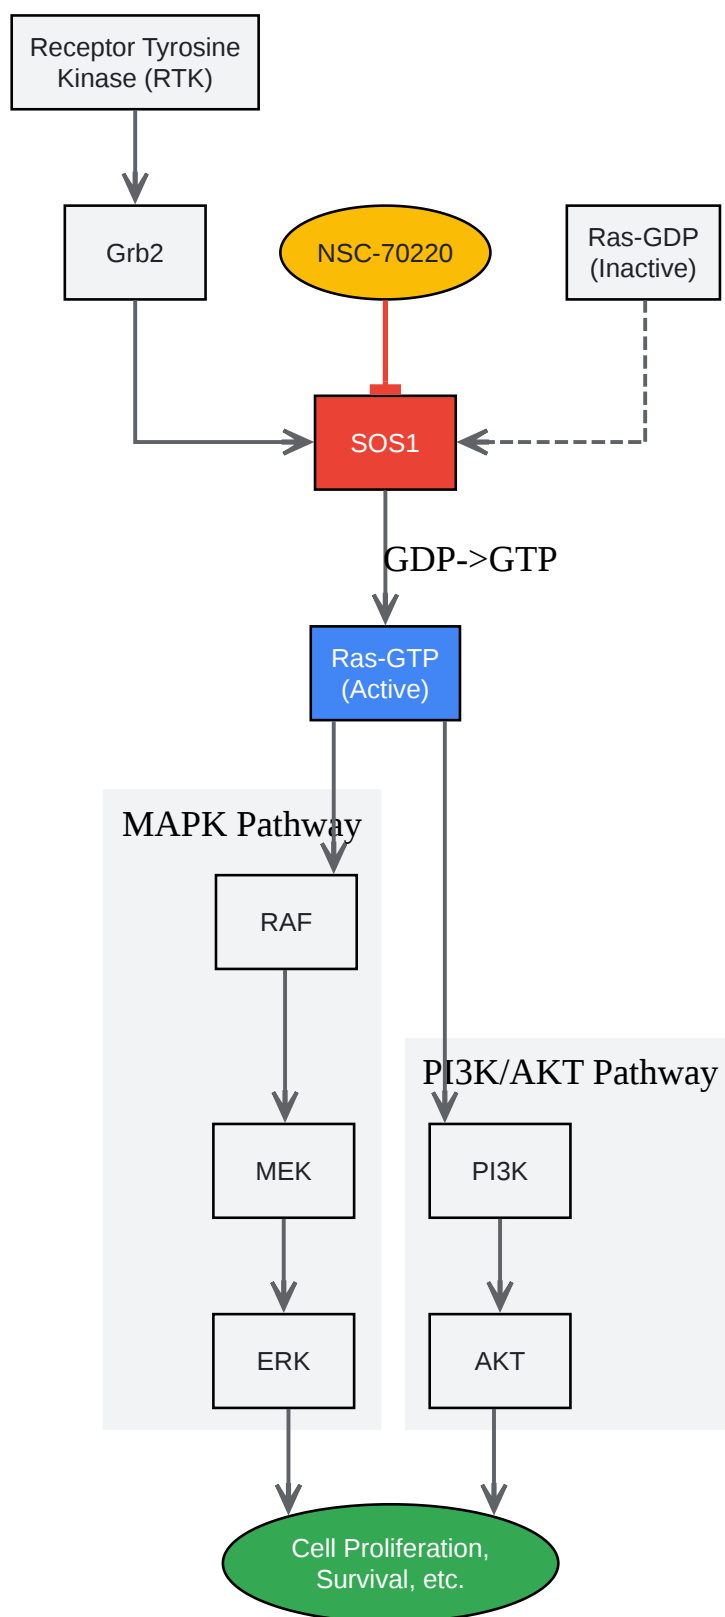 Receptor Tyrosine
Kinase (RTK)
Grb2
NSC-70220
Ras-GDP
(Inactive)
SOS1
GDP->GTP
Ras-GTP
(Active)
MAPK Pathway
RAF
PI3K/AKT Pathway
MEK
PI3K
ERK
AKT
Cell Proliferation,
Survival, etc.